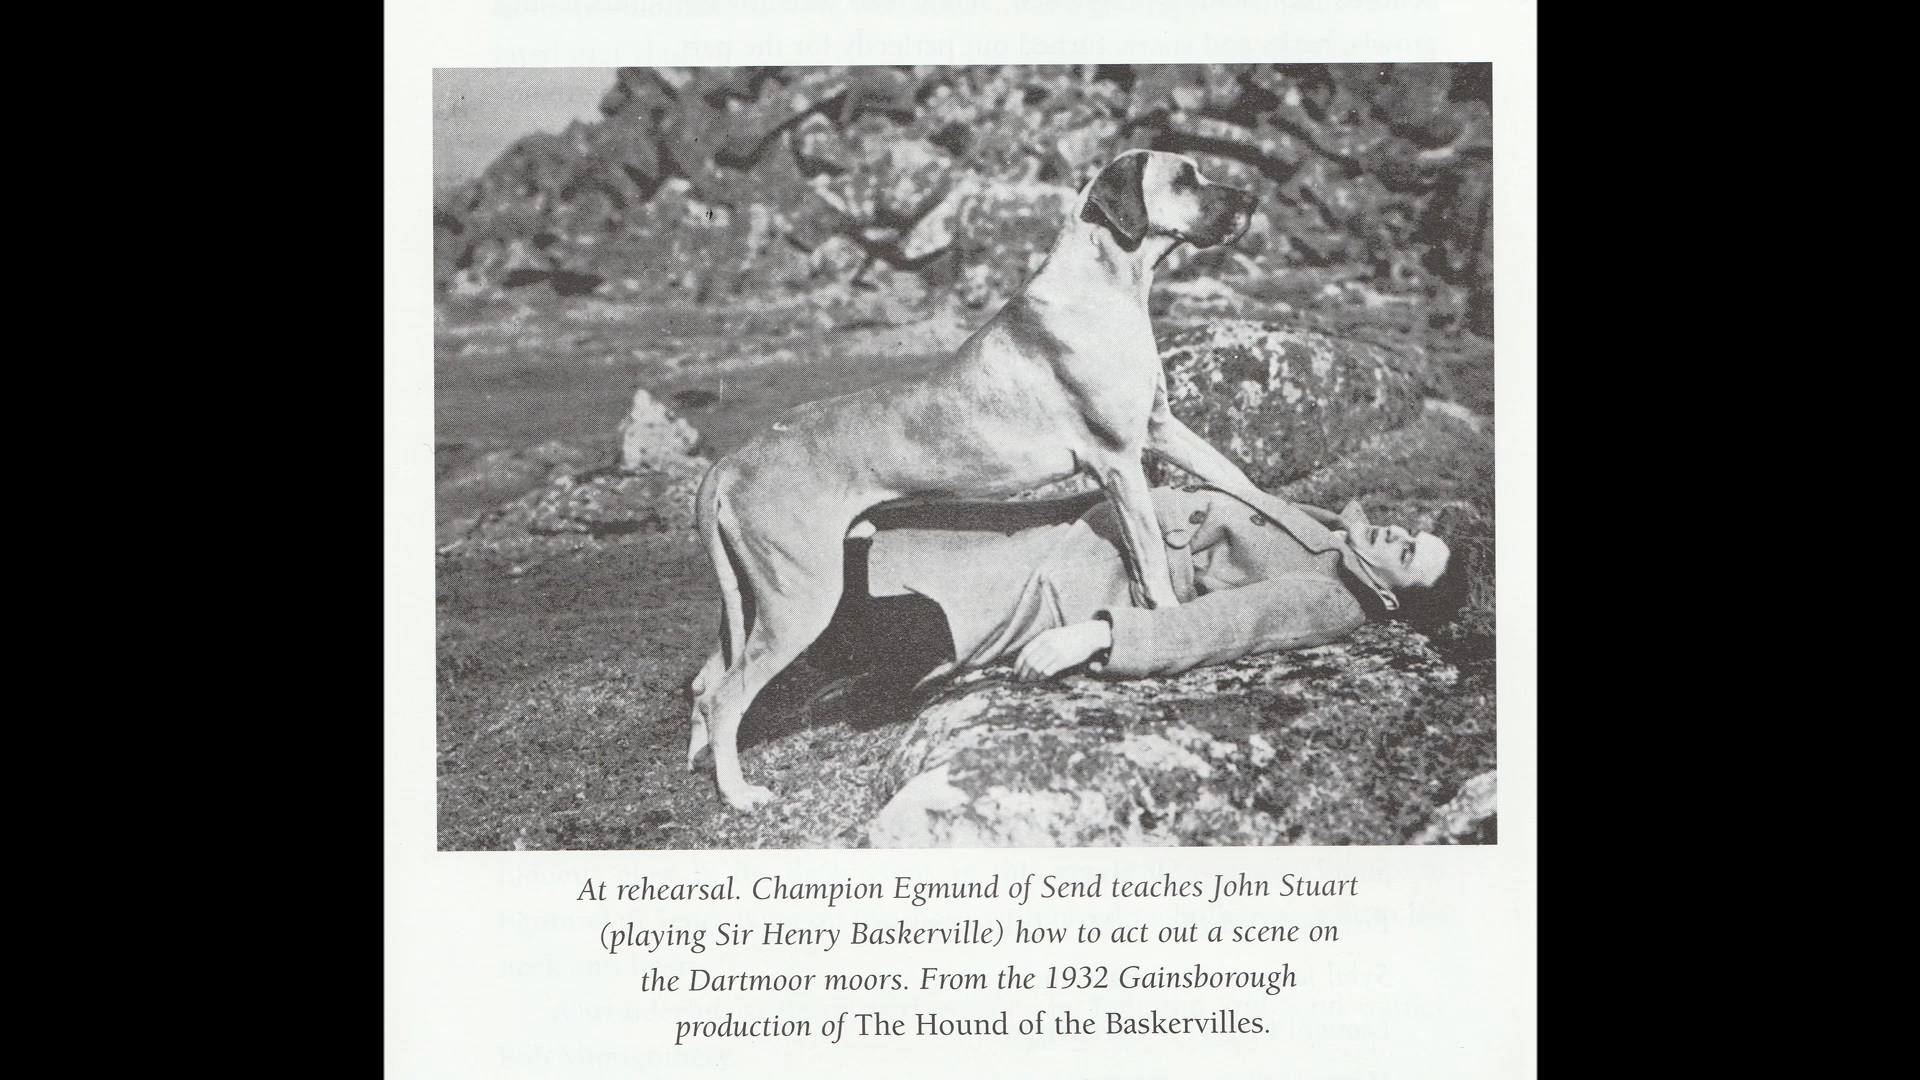 At rehearsal. Champion Egmund of Send teaches John Stuart
(playing Sir Henry Baskerville) how to act out a scene on
the Dartmoor moors. From the 1932 Gainsborough
production of The Hound of the Baskervilles.